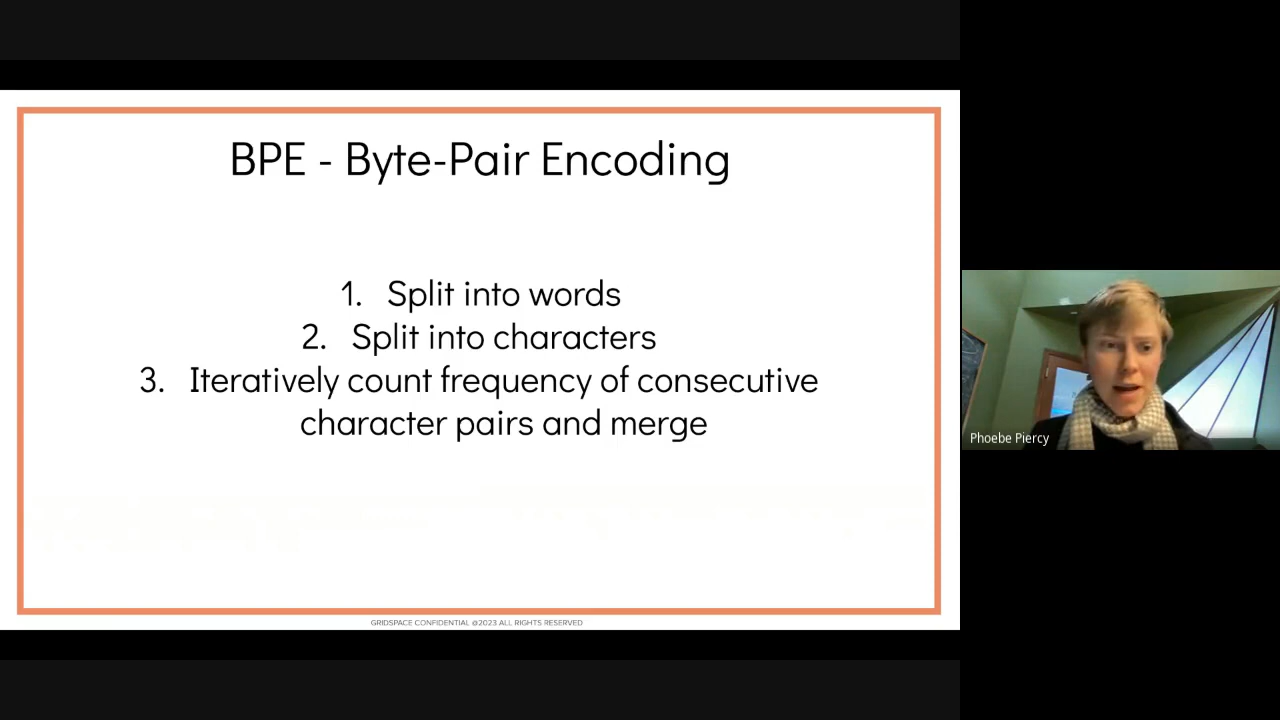 BPE - Byte-Pair Encoding
1. Split into words
2. Split into characters
3. Iteratively count frequency of consecutive
character pairs and merge
GRIDSPACE CONFIDENTIAL @2023 ALL RIGHTS RESERVED
Phoebe Piercy